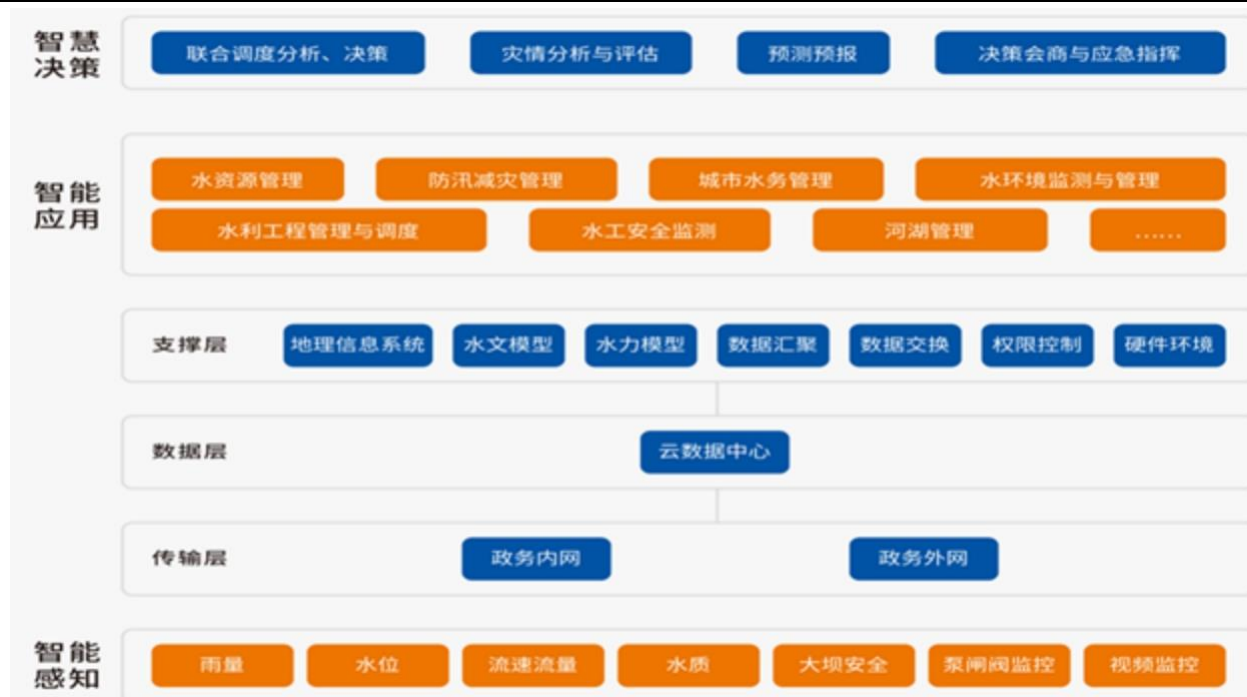 智慧
决策
联合调度分析、决策 灾情分析与评估 预测预报 决策会商与应急指挥
智能
应用
水资源管理 防汛减灾管理 城市水务管理 水环境监测与管理
水利工程管理与调度 水工安全监测 河湖管理 ……
支撑层 地理信息系统 水文模型 水力模型 数据汇聚 数据交换 权限控制 硬件环境
数据层 云数据中心
传输层 政务内网 政务外网
智能
感知
雨量 水位 流速流量 水质 大坝安全 泵闸阀监控 视频监控